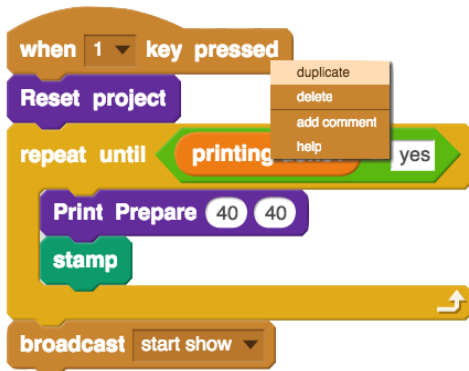 when 1 key pressed
duplicate
Reset project
delete
add comment
help
repeat until printing yes
Print Prepare 40 40
stamp
broadcast start show